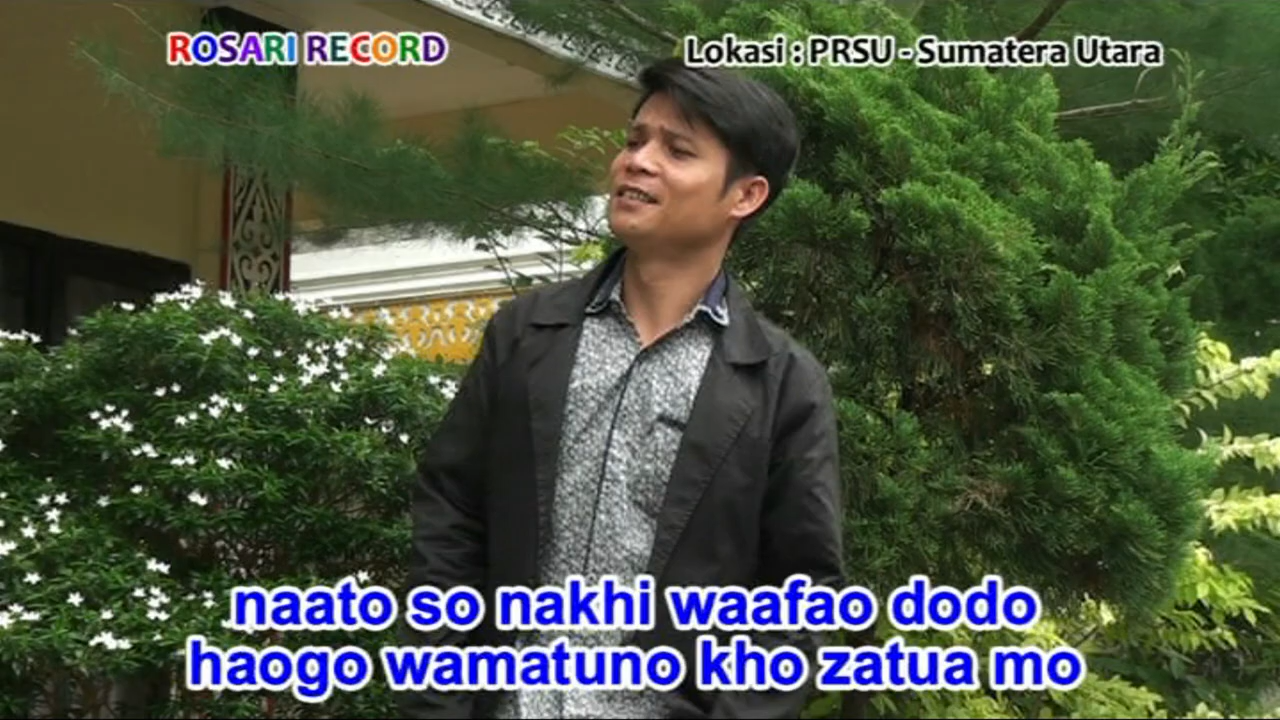 ROSARI RECORD
Lokasi : PRSU - Sumatera Utara
naato so nakhi waafao dodo
haogo wamatuno kho zatua mo